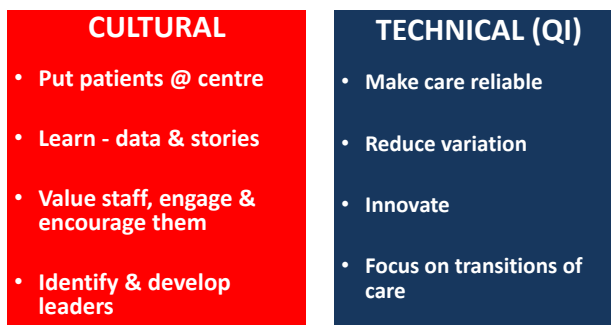 CULTURAL
• Put patients @ centre
• Learn - data & stories
• Value staff, engage &
encourage them
• Identify & develop
leaders
TECHNICAL (QI)
• Make care reliable
• Reduce variation
• Innovate
• Focus on transitions of
care